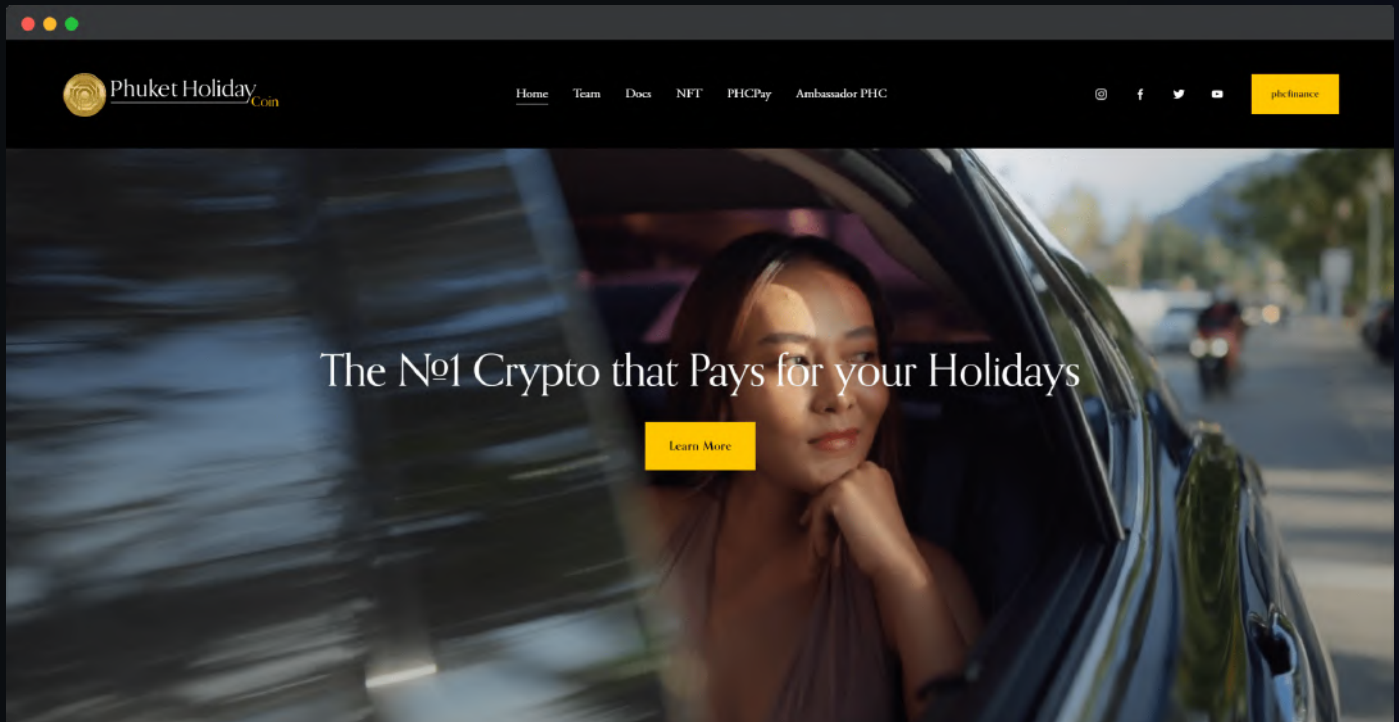 Phuket Holiday
Coin
Home Team Docs NFT PHCPay Ambassador PHC
phcfinance
The №1 Crypto that Pays for your Holidays
Learn More